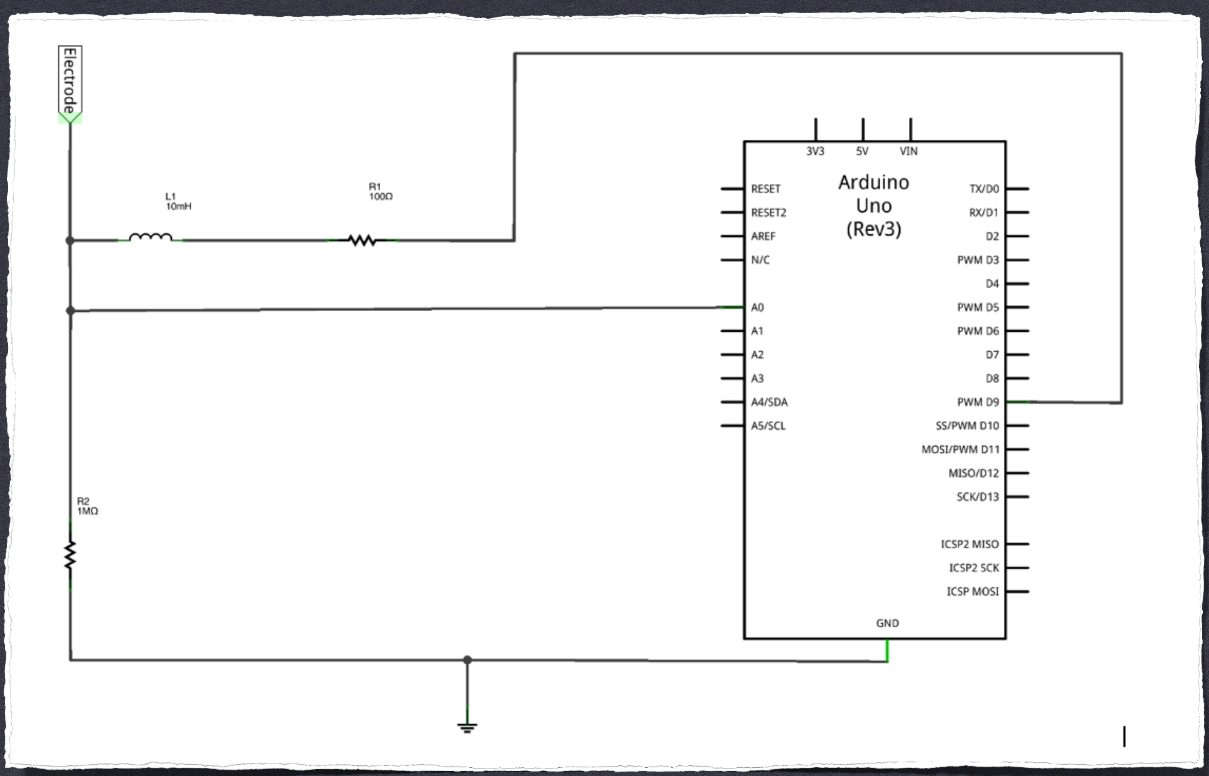 Electrode
L1
10mH
R1
100Ω
3V3 5V VIN
Arduino
Uno
(Rev3)
RESET TX/D0
RESET2 RX/D1
AREF D2
N/C PWM D3
D4
A0 PWM D5
A1 PWM D6
A2 D7
A3 D8
A4/SDA PWM D9
A5/SCL SS/PWM D10
MOSI/PWM D11
MISO/D12
SCK/D13
R2
1MΩ
ICSP2 MISO
ICSP2 SCK
ICSP MOSI
GND